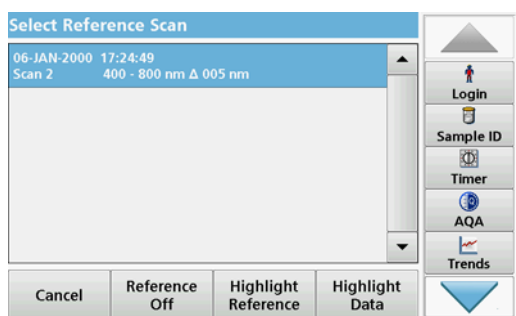 Select Reference Scan
06-JAN-2000 17:24:49
Scan 2 400 - 800 nm Δ 005 nm
Login
Sample ID
Timer
AQA
Trends
Cancel
Reference
Off
Highlight
Reference
Highlight
Data